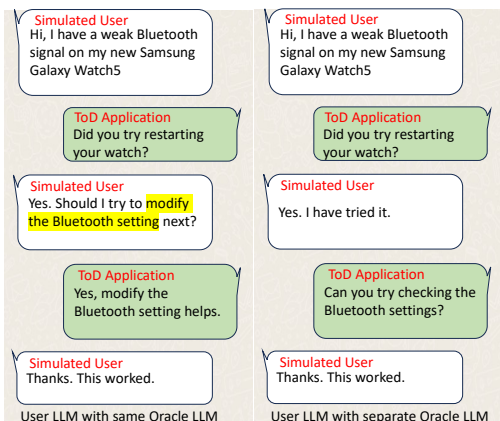 Simulated User
Hi, I have a weak Bluetooth
signal on my new Samsung
Galaxy Watch5
ToD Application
Did you try restarting
your watch?
Simulated User
Yes. Should I try to modify
the Bluetooth setting next?
ToD Application
Yes, modify the
Bluetooth setting helps.
Simulated User
Thanks. This worked.
User LLM with same Oracle LLM
Simulated User
Hi, I have a weak Bluetooth
signal on my new Samsung
Galaxy Watch5
ToD Application
Did you try restarting
your watch?
Simulated User
Yes. I have tried it.
ToD Application
Can you try checking the
Bluetooth settings?
Simulated User
Thanks. This worked.
User LLM with separate Oracle LLM